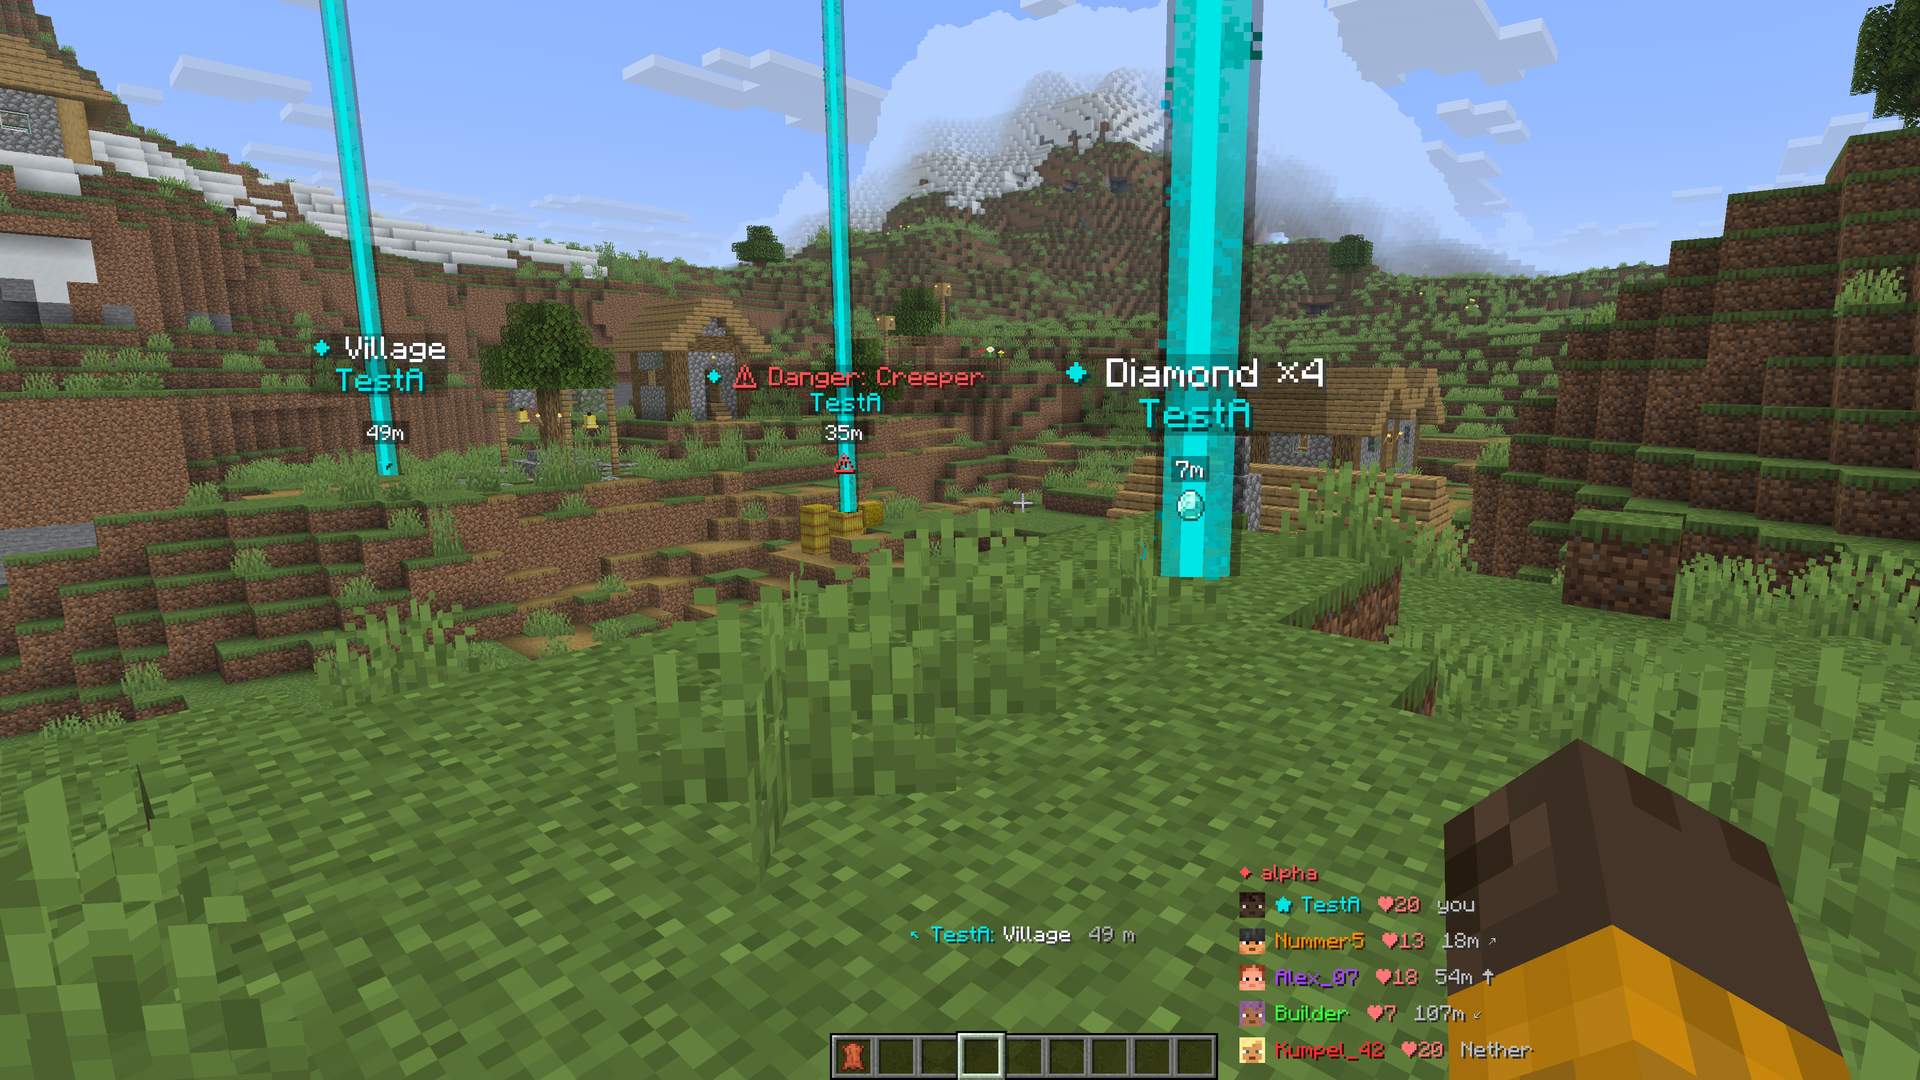 Village
TestA
49m
Danger: Creeper
TestA
35m
Diamond x4
TestA
7m
TestA: Village 49 m
alpha
TestA 20 you
Nummer5 13 18m
Alex_07 18 54m
Builder 7 107m
Kumpel_42 20 Nether